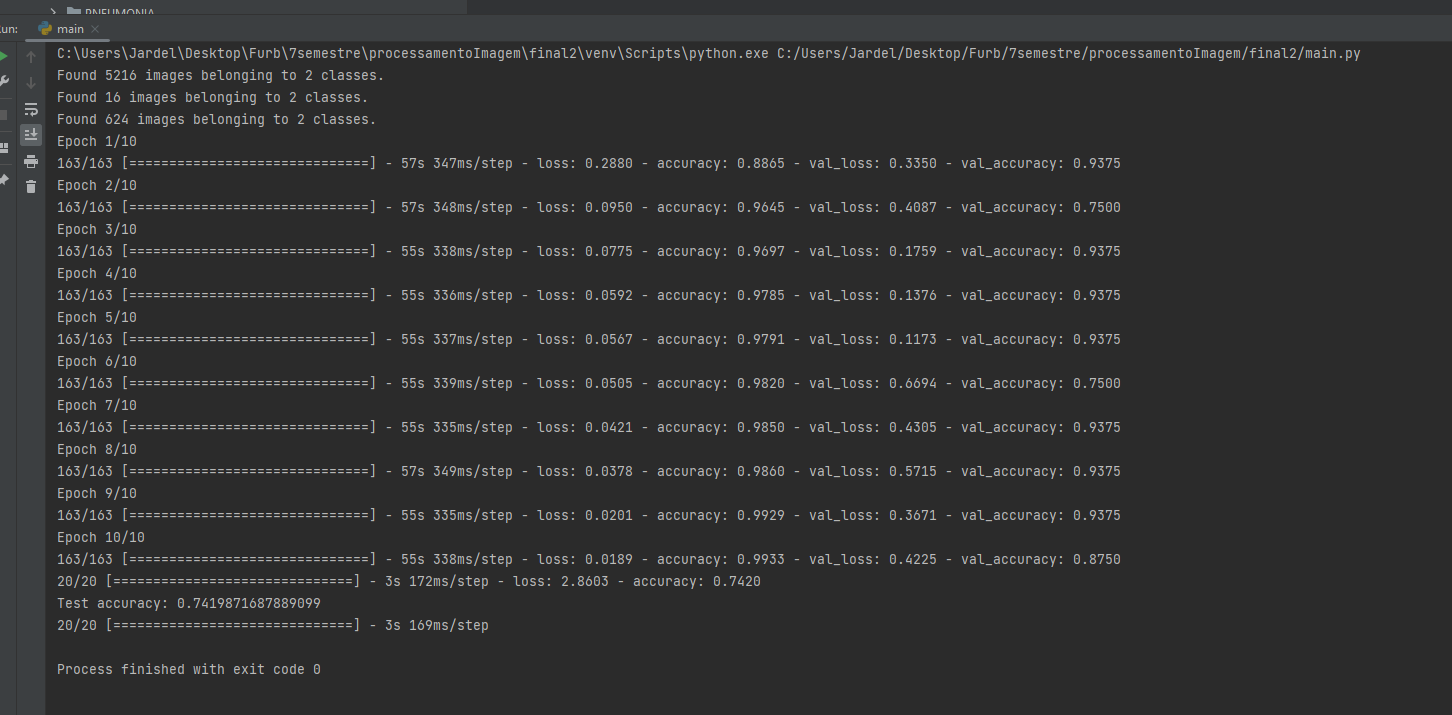 PNEUMONIA
un:
main
C:\Users\Jardel\Desktop\Furb\7semestre\processamentoImagem\final2\venv\Scripts\python.exe C:/Users/Jardel/Desktop/Furb/7semestre/processamentoImagem/final2/main.py
Found 5216 images belonging to 2 classes.
Found 16 images belonging to 2 classes.
Found 624 images belonging to 2 classes.
Epoch 1/10
163/163 [==============================] - 57s 347ms/step - loss: 0.2880 - accuracy: 0.8865 - val_loss: 0.3350 - val_accuracy: 0.9375
Epoch 2/10
163/163 [==============================] - 57s 348ms/step - loss: 0.0950 - accuracy: 0.9645 - val_loss: 0.4087 - val_accuracy: 0.7500
Epoch 3/10
163/163 [==============================] - 55s 338ms/step - loss: 0.0775 - accuracy: 0.9697 - val_loss: 0.1759 - val_accuracy: 0.9375
Epoch 4/10
163/163 [==============================] - 55s 336ms/step - loss: 0.0592 - accuracy: 0.9785 - val_loss: 0.1376 - val_accuracy: 0.9375
Epoch 5/10
163/163 [==============================] - 55s 337ms/step - loss: 0.0567 - accuracy: 0.9791 - val_loss: 0.1173 - val_accuracy: 0.9375
Epoch 6/10
163/163 [==============================] - 55s 339ms/step - loss: 0.0505 - accuracy: 0.9820 - val_loss: 0.6694 - val_accuracy: 0.7500
Epoch 7/10
163/163 [==============================] - 55s 335ms/step - loss: 0.0421 - accuracy: 0.9850 - val_loss: 0.4305 - val_accuracy: 0.9375
Epoch 8/10
163/163 [==============================] - 57s 349ms/step - loss: 0.0378 - accuracy: 0.9860 - val_loss: 0.5715 - val_accuracy: 0.9375
Epoch 9/10
163/163 [==============================] - 55s 335ms/step - loss: 0.0201 - accuracy: 0.9929 - val_loss: 0.3671 - val_accuracy: 0.9375
Epoch 10/10
163/163 [==============================] - 55s 338ms/step - loss: 0.0189 - accuracy: 0.9933 - val_loss: 0.4225 - val_accuracy: 0.8750
20/20 [==============================] - 3s 172ms/step - loss: 2.8603 - accuracy: 0.7420
Test accuracy: 0.7419871687889099
20/20 [==============================] - 3s 169ms/step
Process finished with exit code 0